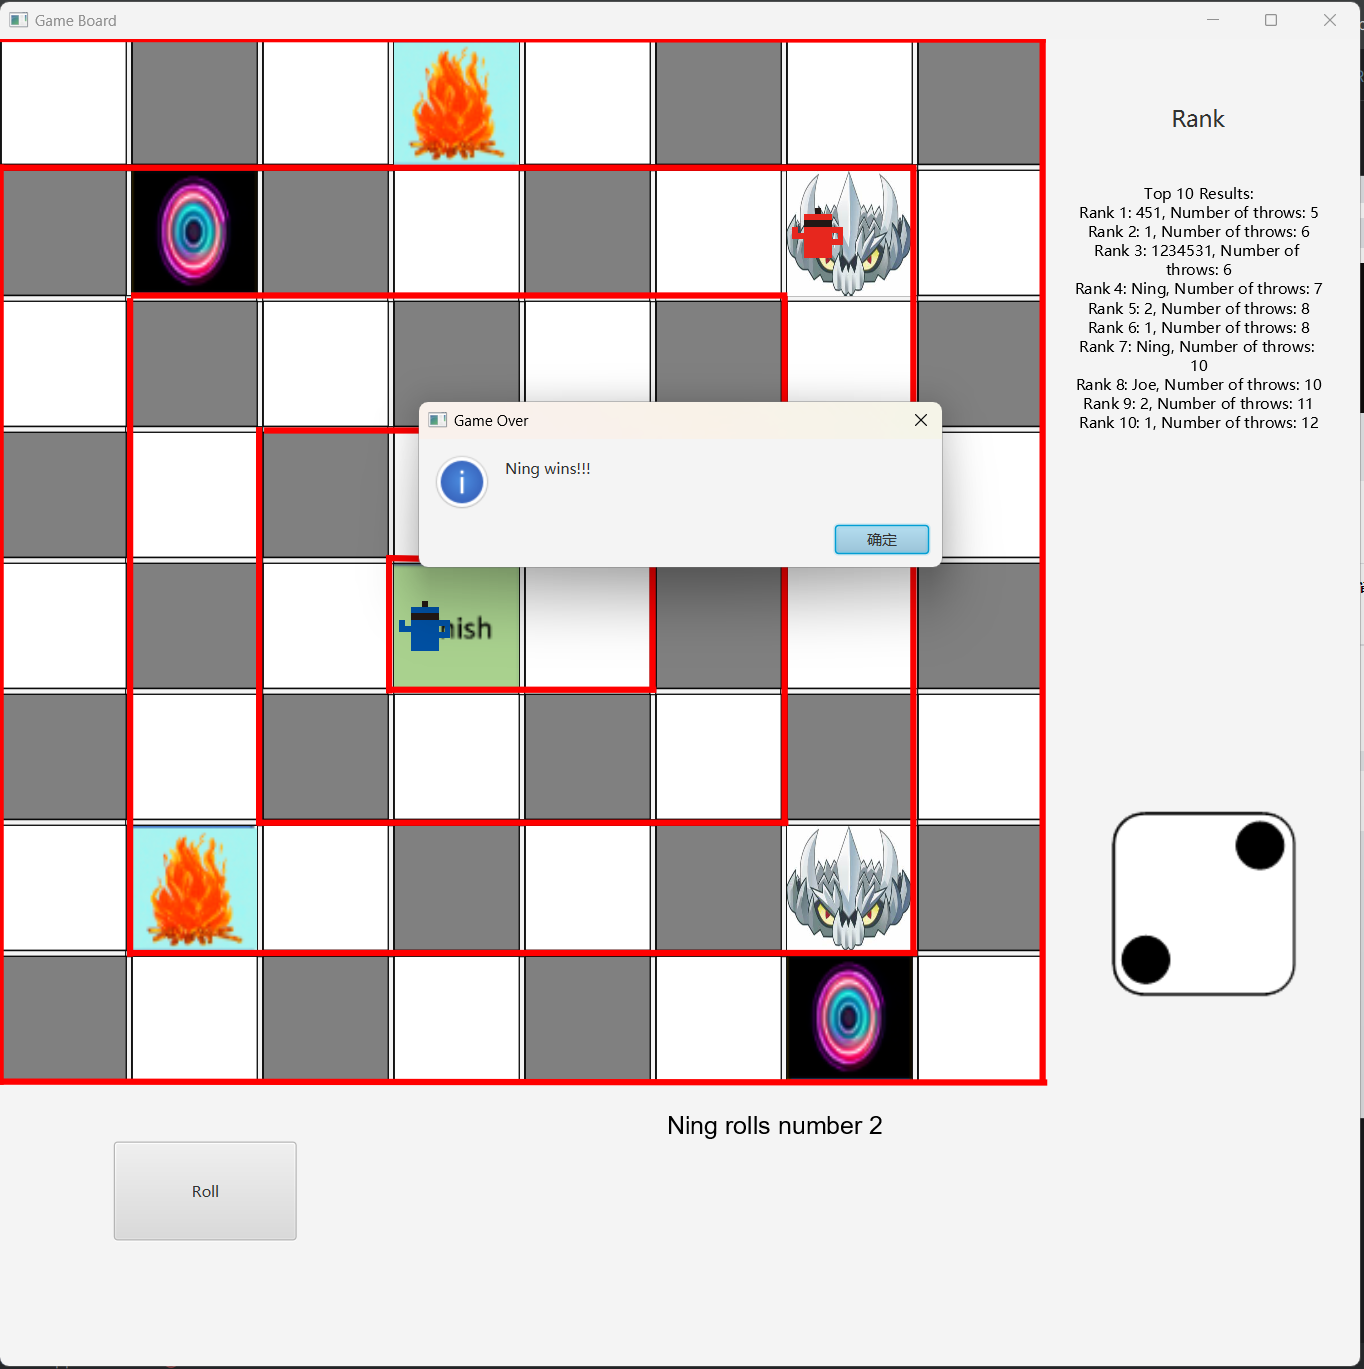 Game Board
Rank
Top 10 Results:
Rank 1: 451, Number of throws: 5
Rank 2: 1, Number of throws: 6
Rank 3: 1234531, Number of
throws: 6
Rank 4: Ning, Number of throws: 7
Rank 5: 2, Number of throws: 8
Rank 6: 1, Number of throws: 8
Rank 7: Ning, Number of throws:
10
Rank 8: Joe, Number of throws: 10
Rank 9: 2, Number of throws: 11
Rank 10: 1, Number of throws: 12
Game Over
Ning wins!!!
确定
Ning rolls number 2
Roll